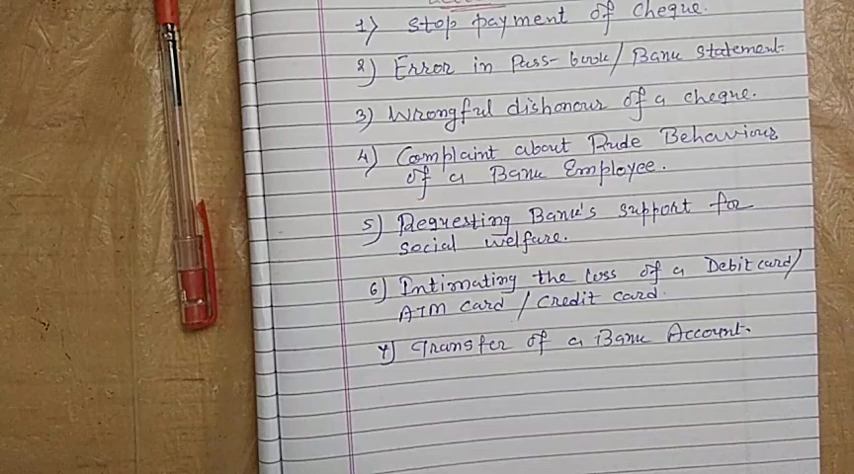 1) Stop payment of cheque.
2) Error in Pass-book / Bank statement.
3) Wrongful dishonour of a cheque.
4) Complaint about Rude Behaviour
of a Bank Employee.
5) Requesting Bank's support for
social welfare.
6) Intimating the loss of a Debit card/
ATM card / Credit card.
7) Transfer of a Bank Account.